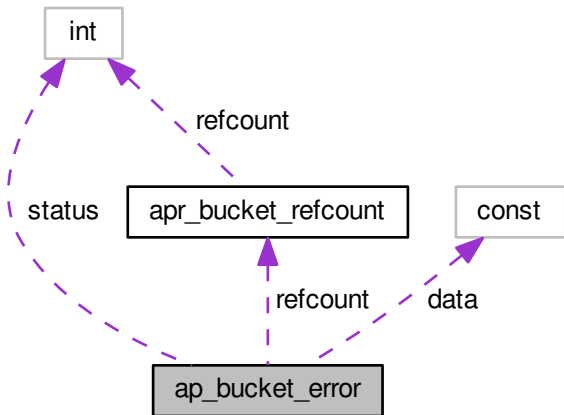 int
refcount
status
apr_bucket_refcount
const
refcount
data
ap_bucket_error